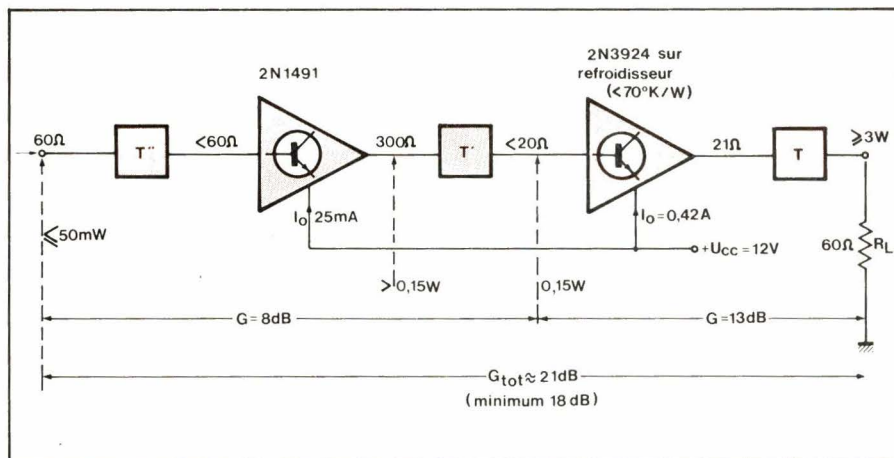 2N1491
2N3924 sur
refroidisseur
(<70°K/W)
60Ω
T¨
<60Ω
300Ω
T˙
<20Ω
21Ω
T
⩾3W
I₀ 25mA
I₀=0,42A
⩽50mW
+Ucc = 12V
60Ω
RL
>0,15W
0,15W
G = 8dB
G=13dB
Gtot ≈ 21dB
(minimum 18 dB)